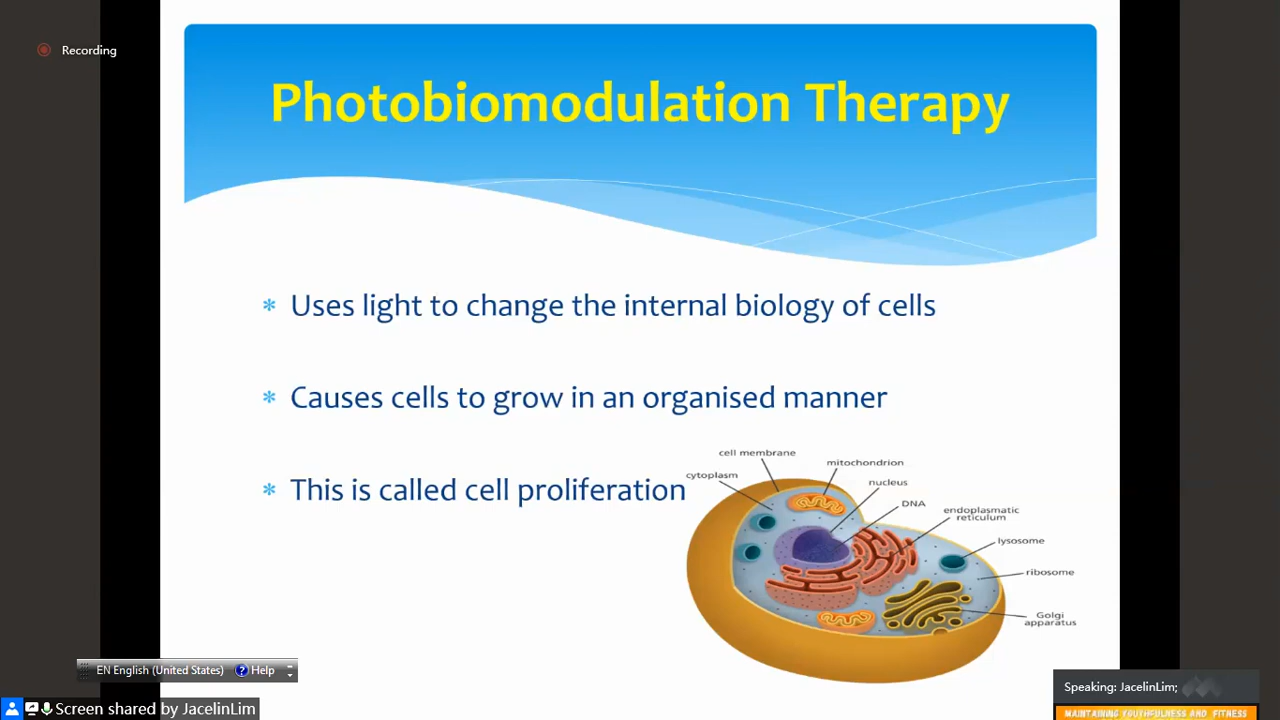 Recording
Photobiomodulation Therapy
* Uses light to change the internal biology of cells
* Causes cells to grow in an organised manner
* This is called cell proliferation
cell membrane
mitochondrion
cytoplasm
nucleus
DNA
endoplasmatic
reticulum
lysosome
ribosome
Golgi
apparatus
EN English (United States) ? Help
Screen shared by JacelinLim
Speaking: JacelinLim;
MAINTAINING YOUTHFULNESS AND FITNESS